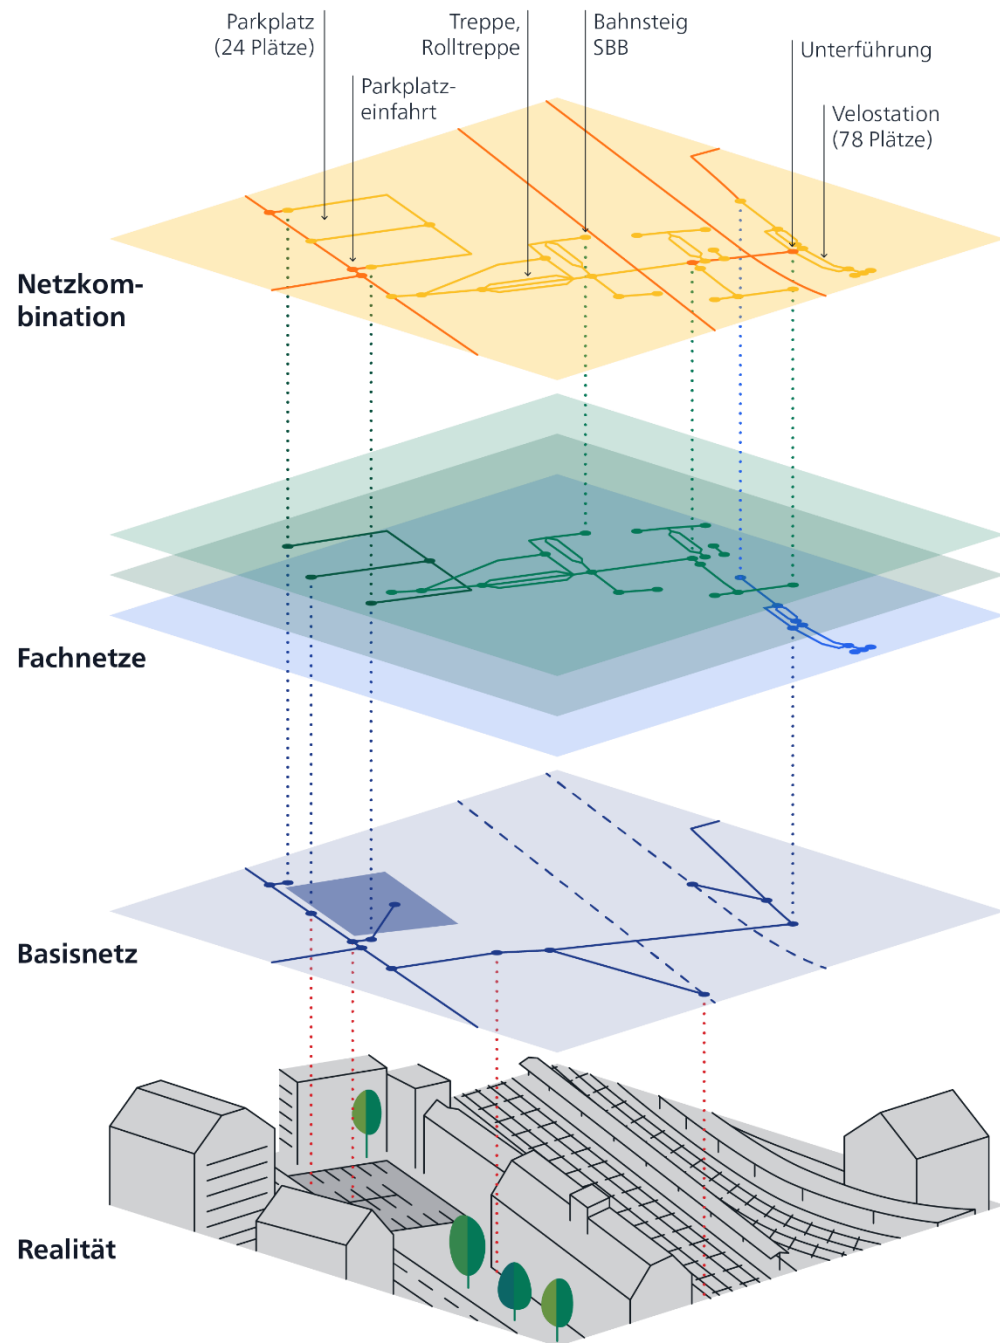 Parkplatz
(24 Plätze)
Treppe,
Rolltreppe
Bahnsteig
SBB
Unterführung
Parkplatz-
einfahrt
Velostation
(78 Plätze)
Netzkom-
bination
Fachnetze
Basisnetz
Realität